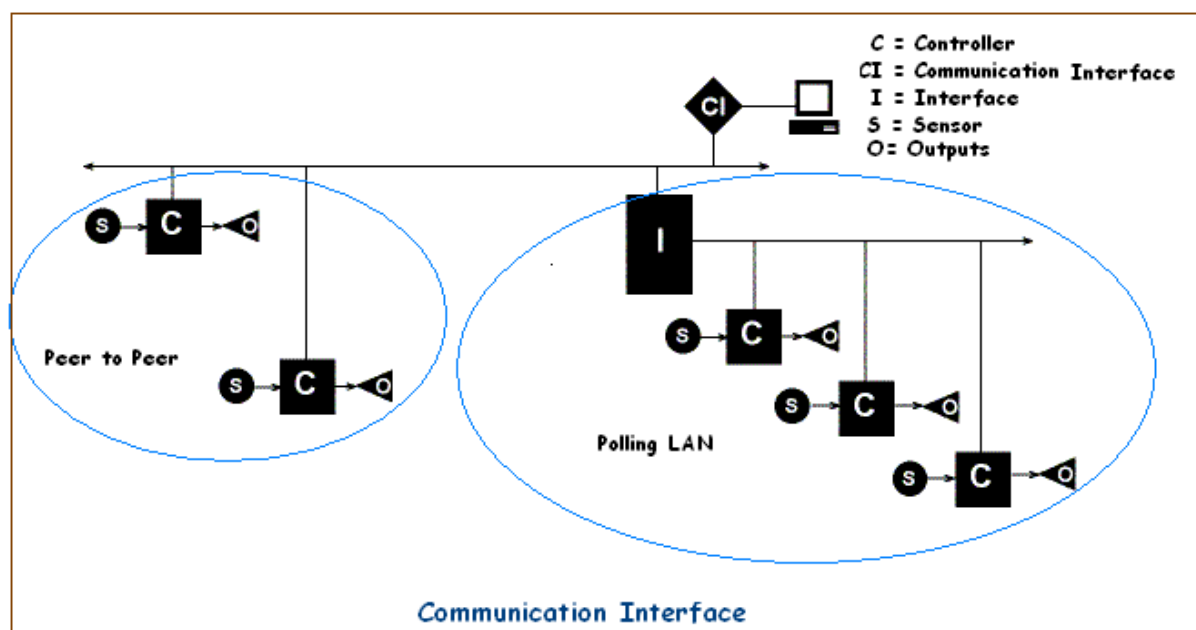 C = Controller
CI = Communication Interface
I = Interface
S = Sensor
O = Outputs
CI
S C O
I
S C O
Peer to Peer
S C O
S C O
Polling LAN
S C O
Communication Interface